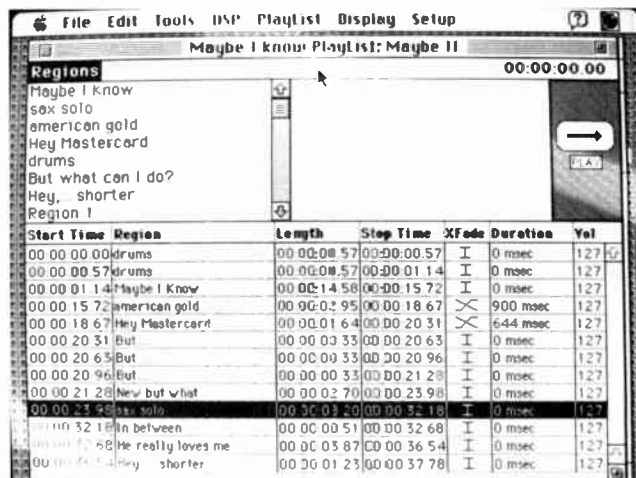 File Edit Tools DSP PlayList Display Setup
Maybe I know PlayList: Maybe II
Regions
00:00:00.00
Maybe I Know
sax solo
american gold
Hey Mastercard
drums
But what can I do?
Hey, shorter
Region 1
PLAY
Start Time Region Length Stop Time XFade Duration Vol
00 00 00 00 drums 00 00:00.57 00:00:00.57 0 msec 127
00 00 00 57 drums 00 00:00.57 00:00 01 14 0 msec 127
00 00 01 14 Maybe I Know 00 00:14 58 00:00.15 72 0 msec 127
00 00 15 72 american gold 00 00:02 95 00 00 18 67 900 msec 127
00 00 18 67 Hey Mastercard 00 00.01 64 00 00 20 31 644 msec 127
00 00 20 31 But 00 00 00 33 00 00 20 63 0 msec 127
00 00 20 63 But 00 00 00 33 00 00 20 96 0 msec 127
00 00 20 96 But 00 00 00 33 00 00 21 28 0 msec 127
00 00 21 28 New but what 00 00 02 70 00 00 23 98 0 msec 127
00 00 23 98 sax solo 00 00 03 20 00 00 32 18 0 msec 127
32 18 In between 00 00 00 51 00 00 32 68 0 msec 127
68 He really loves me 00 00 03 87 00 00 36 54 0 msec 127
00 36 54 Hey shorter 00 00 01 23 00 00 37 78 0 msec 127